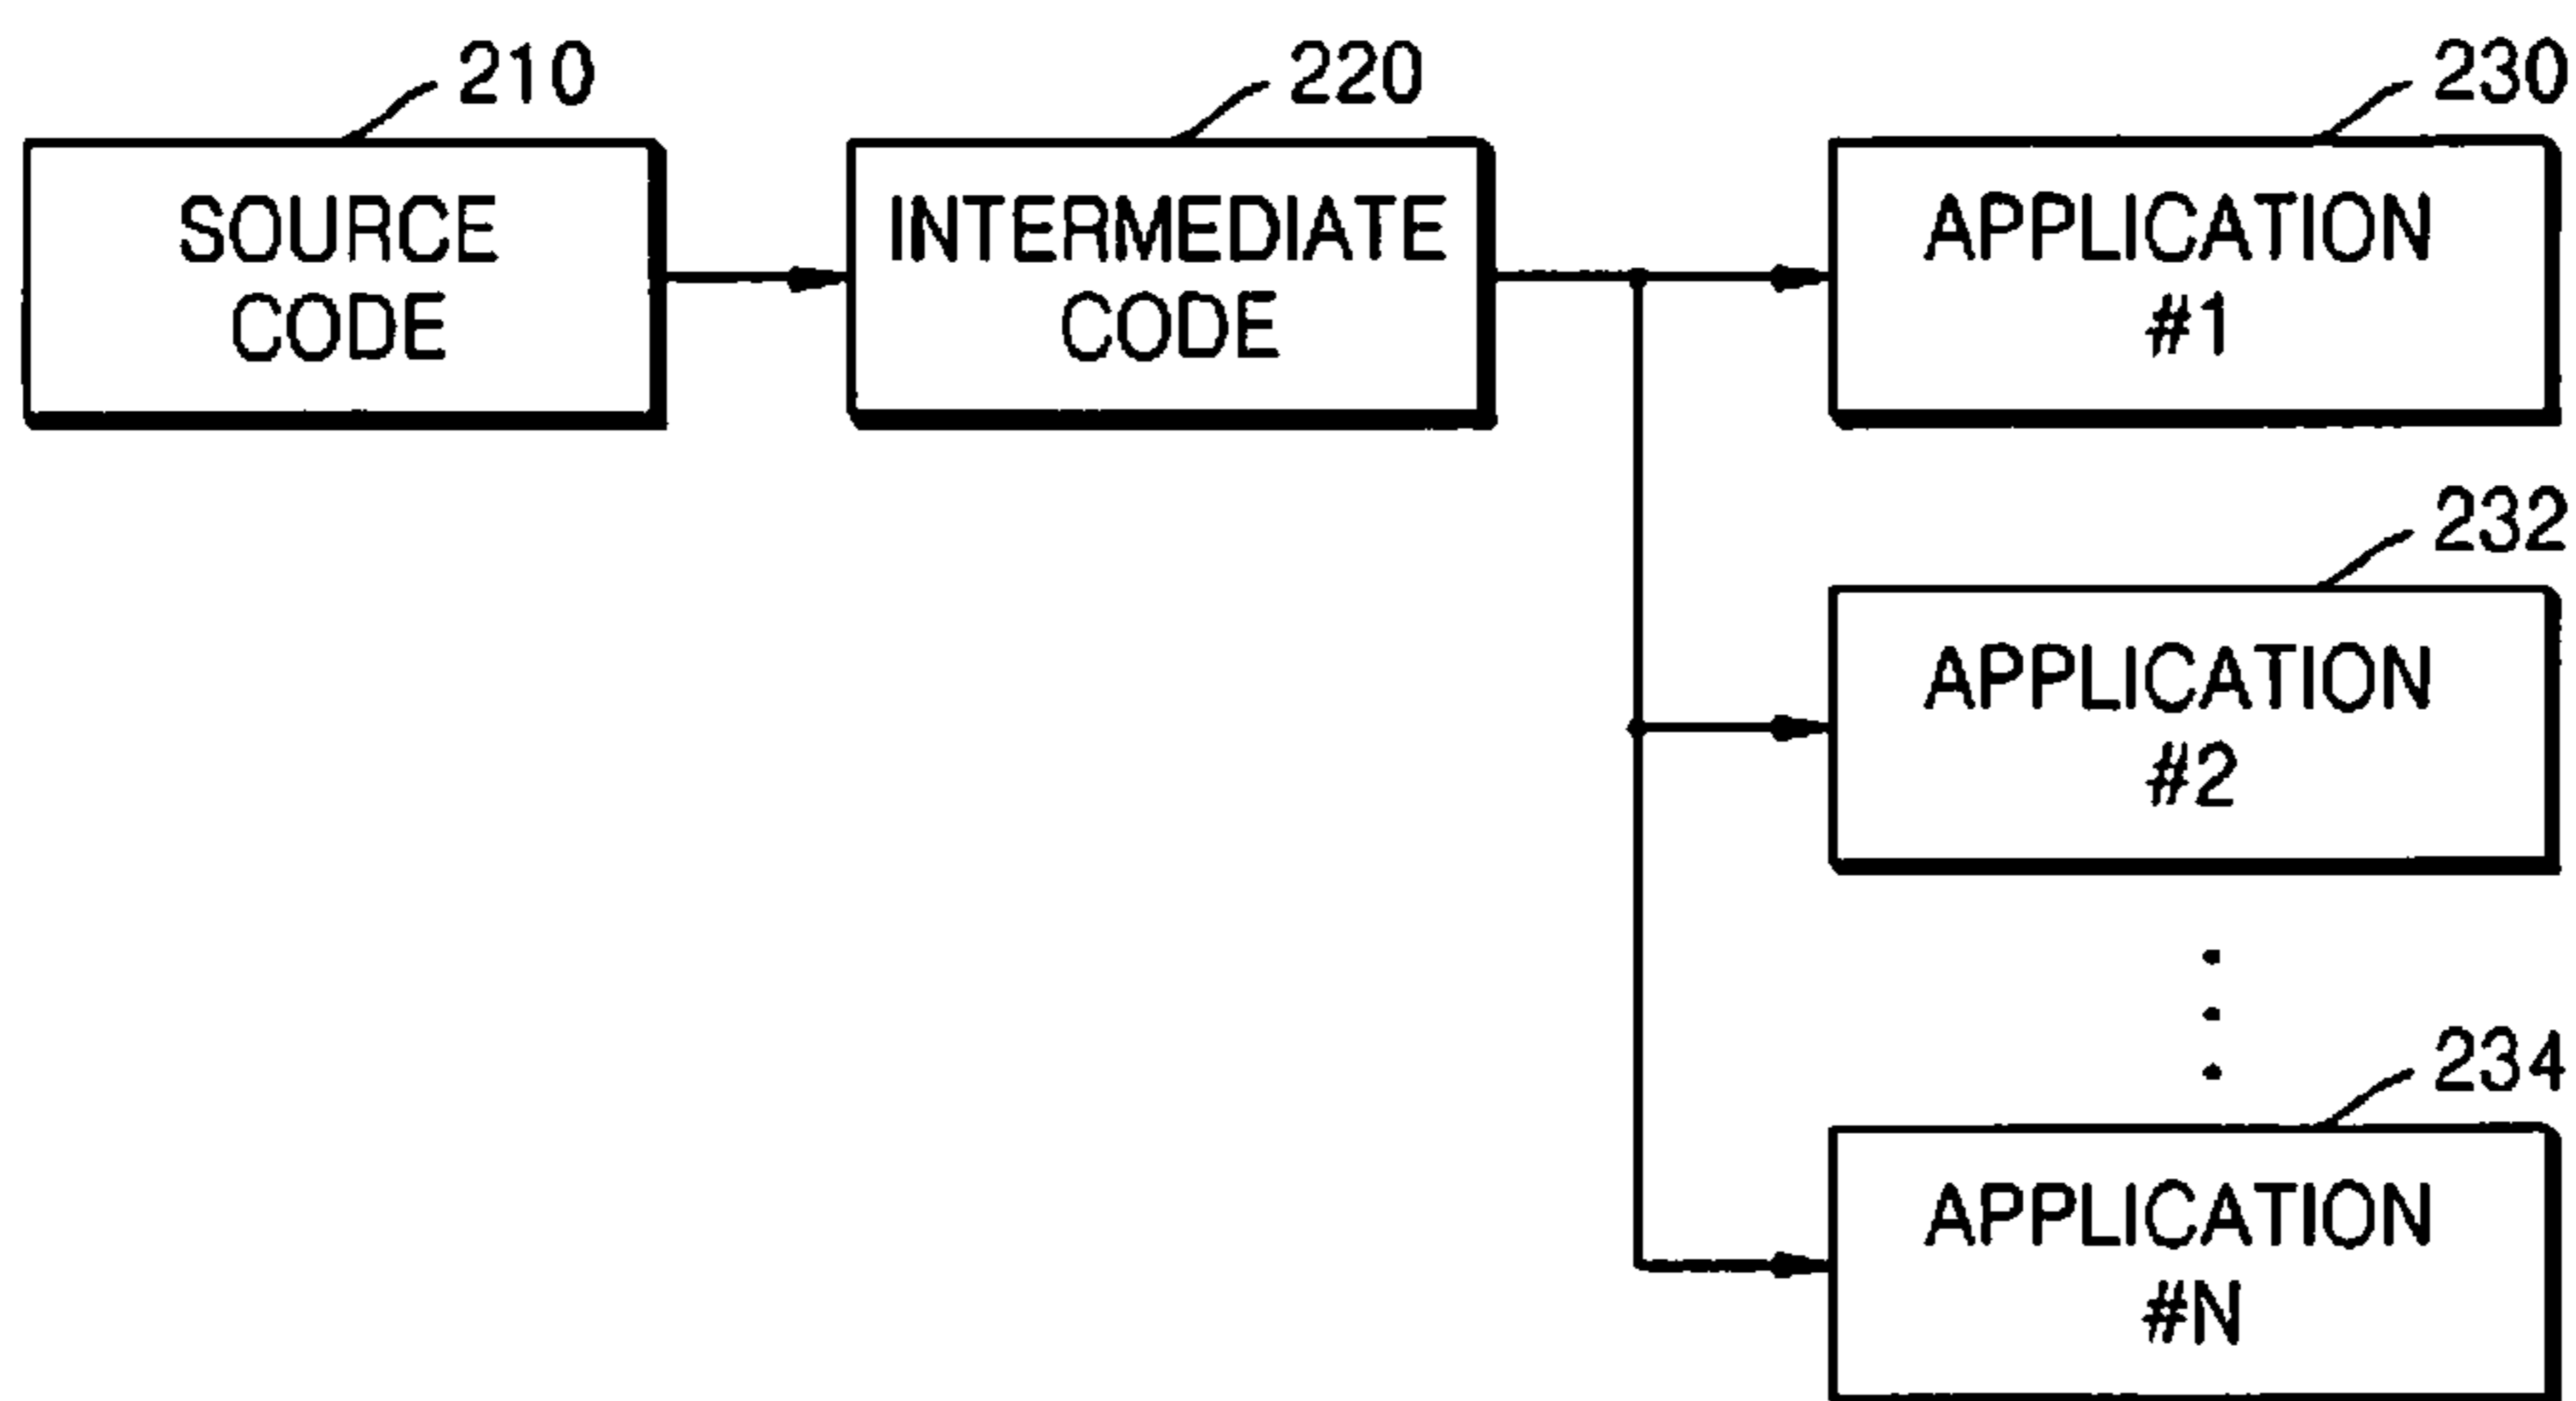 210
220
230
SOURCE
CODE
INTERMEDIATE
CODE
APPLICATION
#1
232
APPLICATION
#2
234
APPLICATION
#N